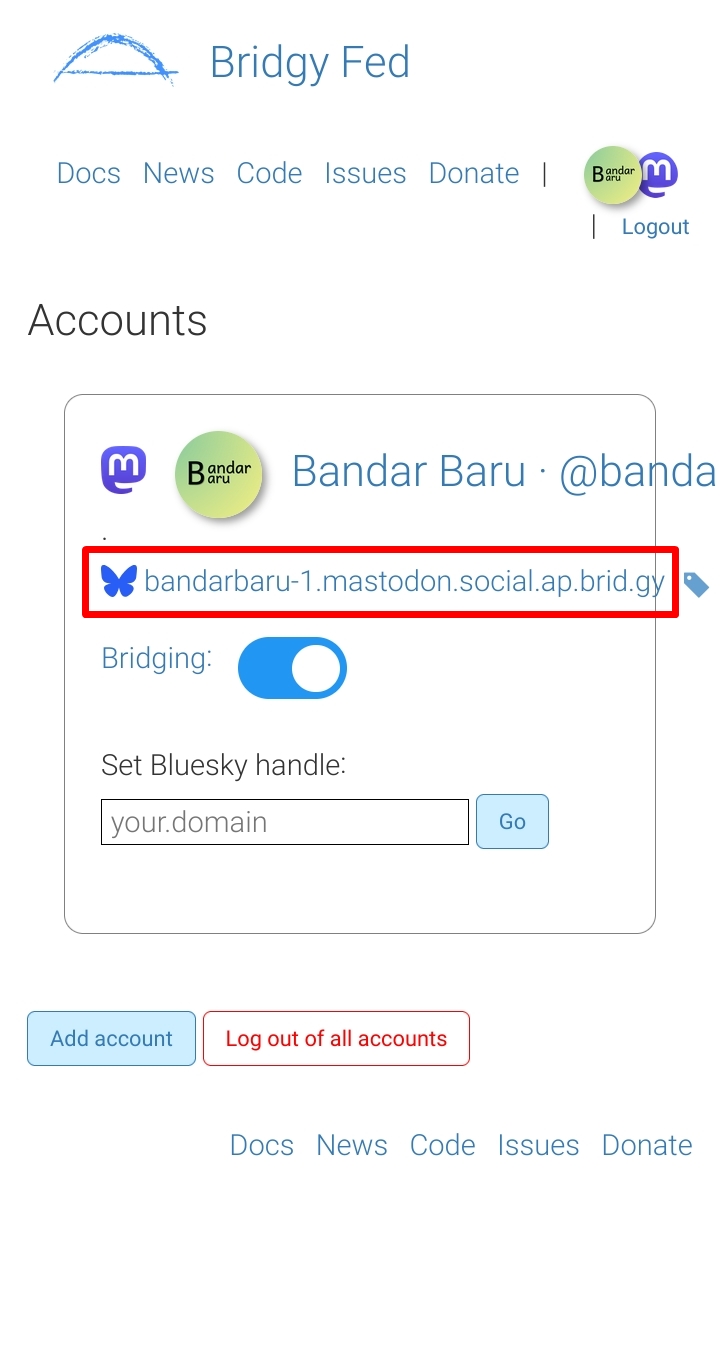 Bridgy Fed
Docs News Code Issues Donate |
Bandar
Baru
| Logout
Accounts
Bandar
Baru
Bandar Baru · @banda
.
bandarbaru-1.mastodon.social.ap.brid.gy
Bridging:
Set Bluesky handle:
your.domain
Go
Add account
Log out of all accounts
Docs News Code Issues Donate